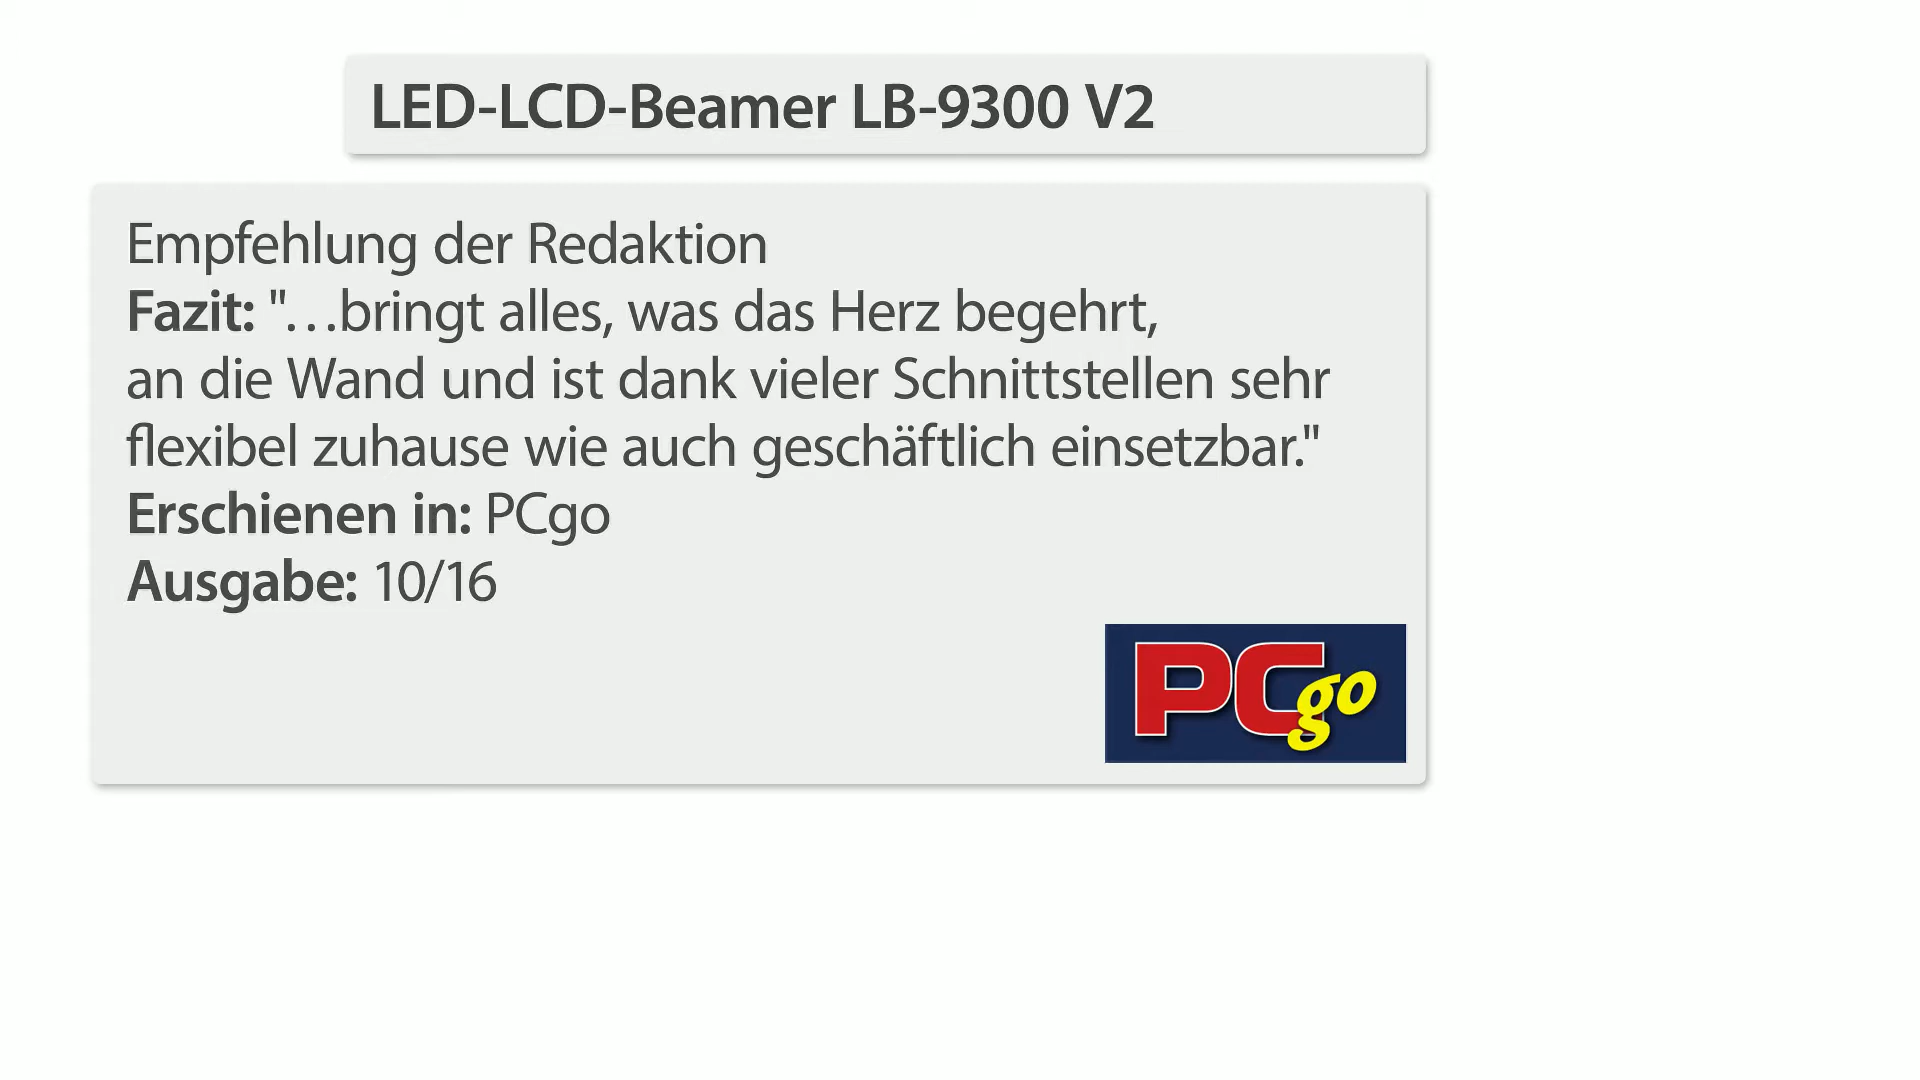 LED-LCD-Beamer LB-9300 V2
Empfehlung der Redaktion
Fazit: "…bringt alles, was das Herz begehrt,
an die Wand und ist dank vieler Schnittstellen sehr
flexibel zuhause wie auch geschäftlich einsetzbar."
Erschienen in: PCgo
Ausgabe: 10/16
PCgo